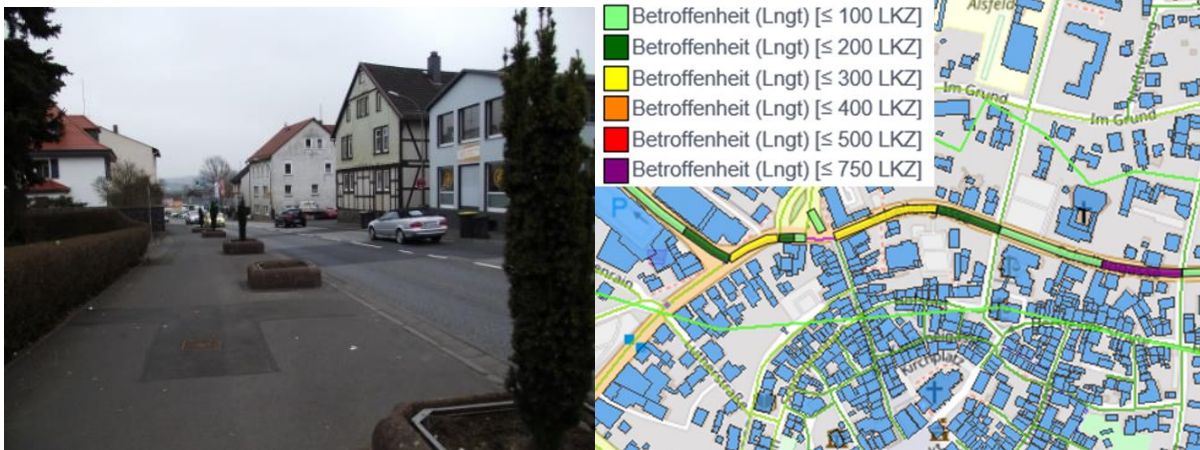 Betroffenheit (Lngt) [≤ 100 LKZ]
Betroffenheit (Lngt) [≤ 200 LKZ]
Betroffenheit (Lngt) [≤ 300 LKZ]
Betroffenheit (Lngt) [≤ 400 LKZ]
Betroffenheit (Lngt) [≤ 500 LKZ]
Betroffenheit (Lngt) [≤ 750 LKZ]
Alsfeld
Im Grund
Im Grund
P
Kirchplatz